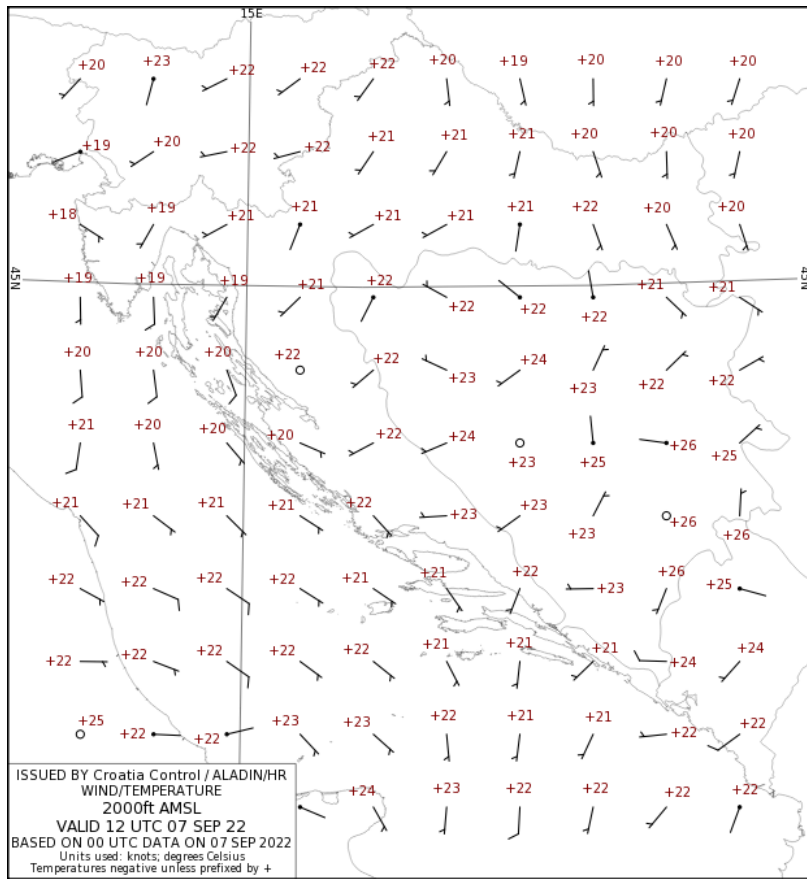 15E
+20 +23 +22 +22 +22 +20 +19 +20 +20 +20
+19 +20 +22 +22 +21 +21 +21 +20 +20 +20
+18 +19 +21 +21 +21 +21 +21 +22 +20 +20
45N +19 +19 +19 +21 +22 +22 +22 +22 +21 +21 45N
+20 +20 +20 +22 +22 +23 +24 +23 +22 +22
+21 +20 +20 +20 +22 +24 +23 +25 +26 +25
+21 +21 +21 +21 +22 +23 +23 +23 +26 +26
+22 +22 +22 +22 +21 +21 +22 +23 +26 +25
+22 +22 +22 +22 +22 +21 +21 +21 +24 +24
+25 +22 +22 +23 +23 +22 +21 +21 +22 +22
+24 +23 +22 +22 +22 +22
ISSUED BY Croatia Control / ALADIN/HR
WIND/TEMPERATURE
2000ft AMSL
VALID 12 UTC 07 SEP 22
BASED ON 00 UTC DATA ON 07 SEP 2022
Units used: knots; degrees Celsius
Temperatures negative unless prefixed by +